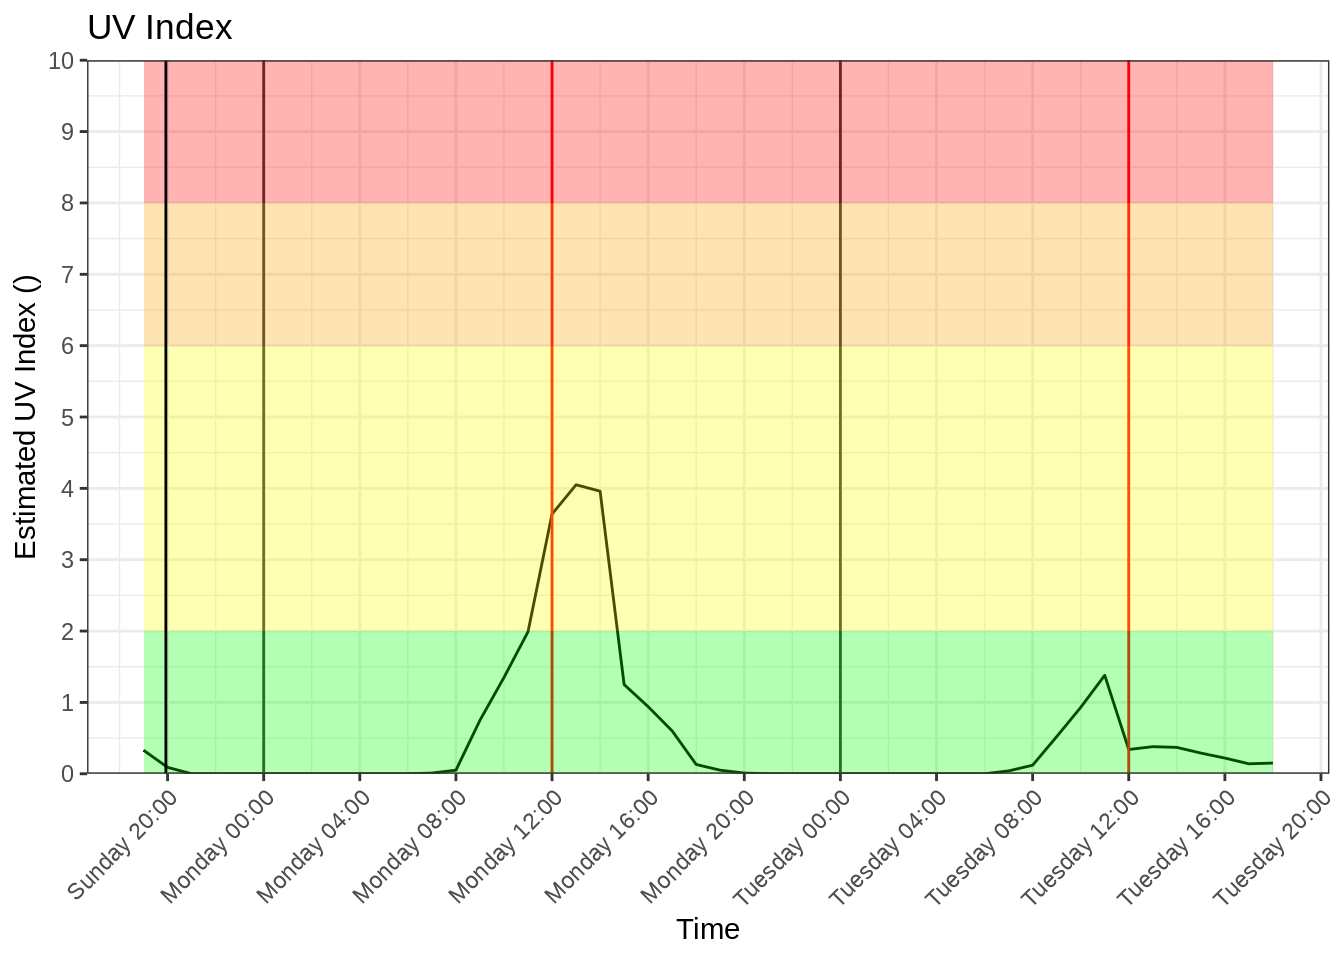 UV Index
Estimated UV Index ()
10
9
8
7
6
5
4
3
2
1
0
Sunday 20:00
Monday 00:00
Monday 04:00
Monday 08:00
Monday 12:00
Monday 16:00
Monday 20:00
Tuesday 00:00
Tuesday 04:00
Tuesday 08:00
Tuesday 12:00
Tuesday 16:00
Tuesday 20:00
Time